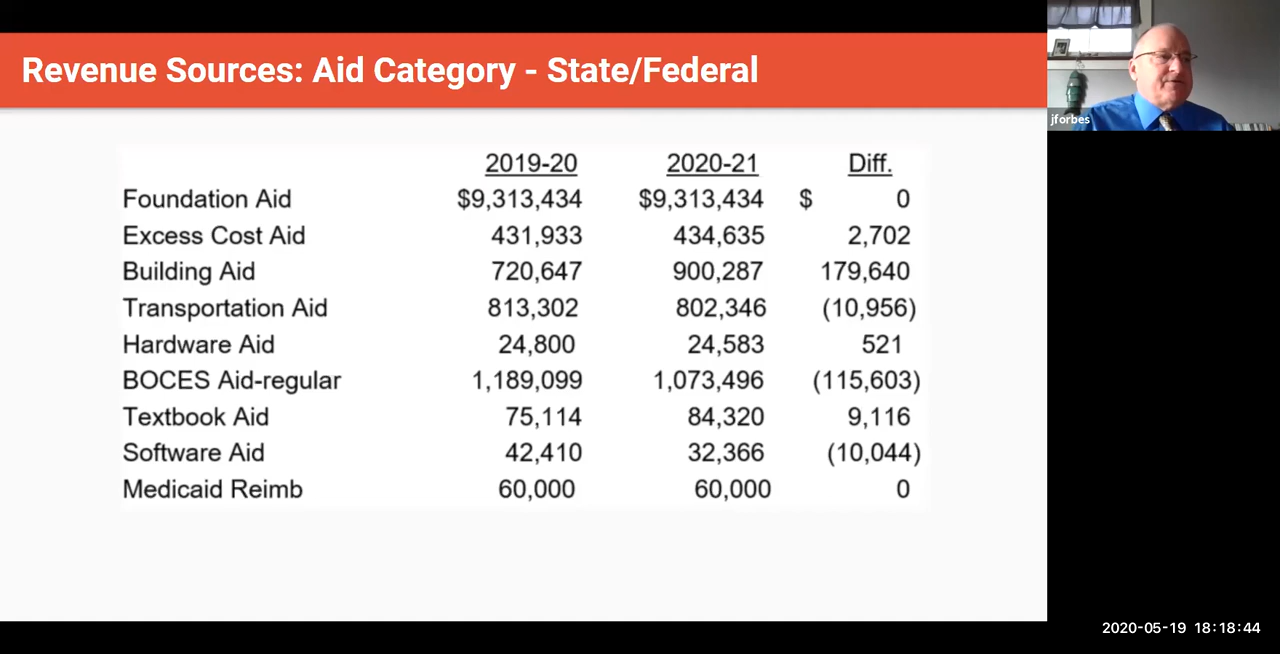 Revenue Sources: Aid Category - State/Federal
jforbes
2019-20 2020-21 Diff.
Foundation Aid $9,313,434 $9,313,434 $ 0
Excess Cost Aid 431,933 434,635 2,702
Building Aid 720,647 900,287 179,640
Transportation Aid 813,302 802,346 (10,956)
Hardware Aid 24,800 24,583 521
BOCES Aid-regular 1,189,099 1,073,496 (115,603)
Textbook Aid 75,114 84,320 9,116
Software Aid 42,410 32,366 (10,044)
Medicaid Reimb 60,000 60,000 0
2020-05-19 18:18:44